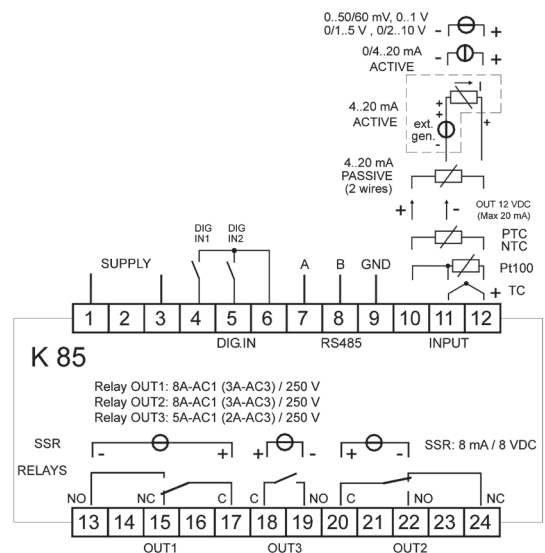 0..50/60 mV, 0..1 V
0/1..5 V , 0/2..10 V
- +
0/4..20 mA
ACTIVE
- +
I
4..20 mA
ACTIVE
+
+
ext.
gen.
-
+
4..20 mA
PASSIVE
(2 wires)
+ -
OUT 12 VDC
(Max 20 mA)
PTC
NTC
Pt100
+ TC
DIG
IN1
DIG
IN2
SUPPLY
A B GND
1 2 3 4 5 6 7 8 9 10 11 12
DIG.IN RS485 INPUT
K 85
Relay OUT1: 8A-AC1 (3A-AC3) / 250 V
Relay OUT2: 8A-AC1 (3A-AC3) / 250 V
Relay OUT3: 5A-AC1 (2A-AC3) / 250 V
SSR - + + - + - SSR: 8 mA / 8 VDC
RELAYS
NO NC C C NO C NO NC
13 14 15 16 17 18 19 20 21 22 23 24
OUT1 OUT3 OUT2